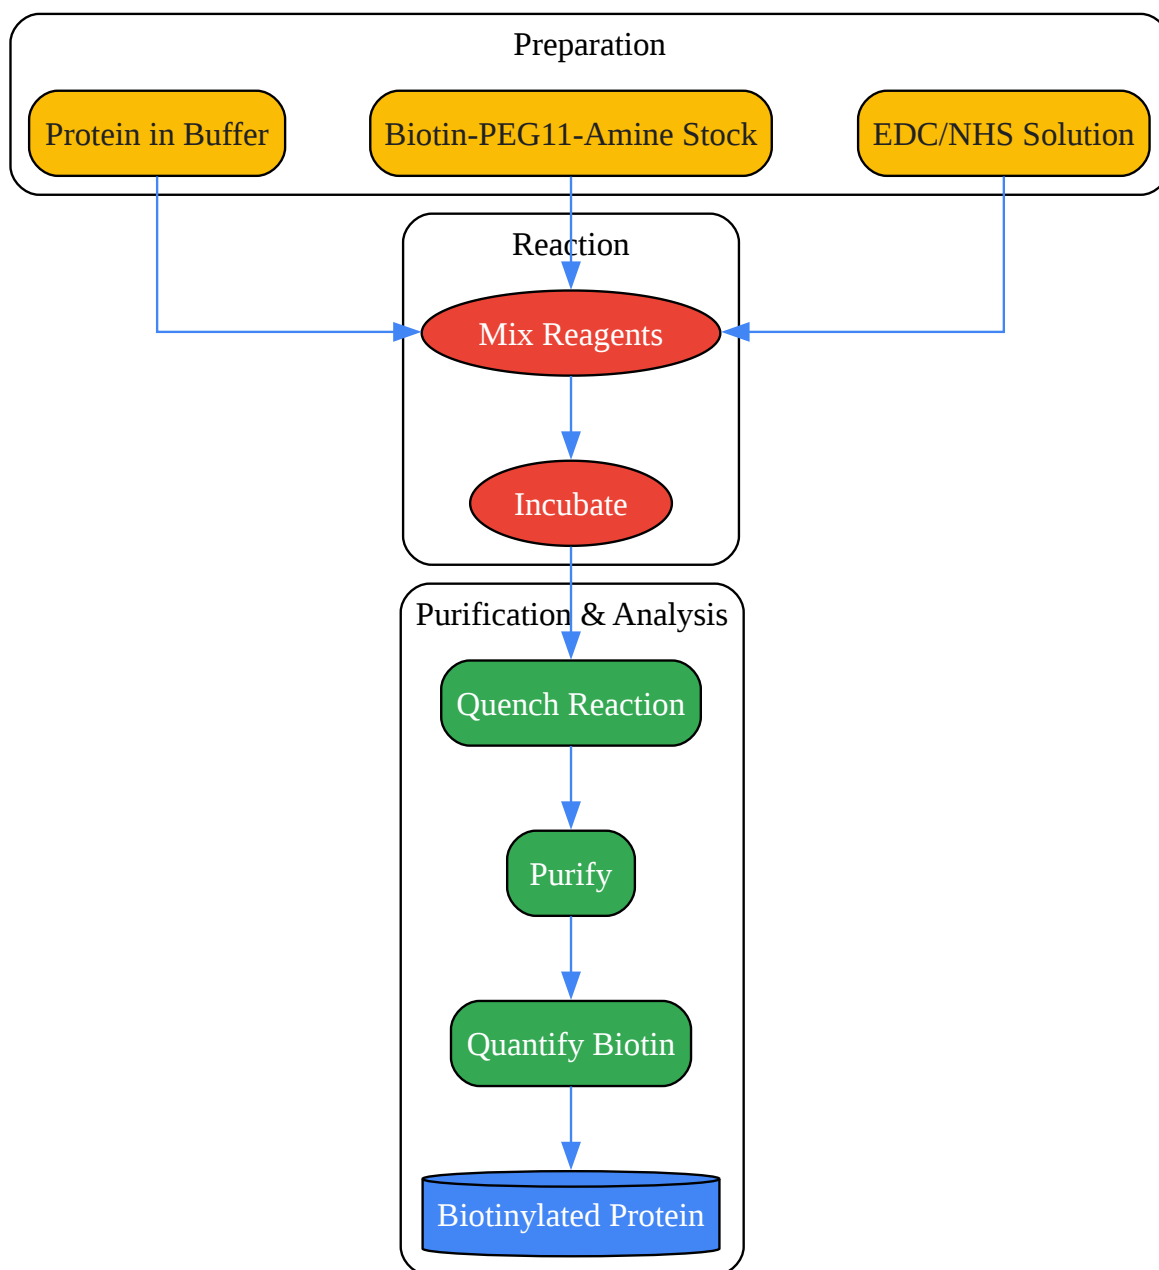 Preparation
Protein in Buffer
Biotin-PEG11-Amine Stock
EDC/NHS Solution
Reaction
Mix Reagents
Incubate
Purification & Analysis
Quench Reaction
Purify
Quantify Biotin
Biotinylated Protein